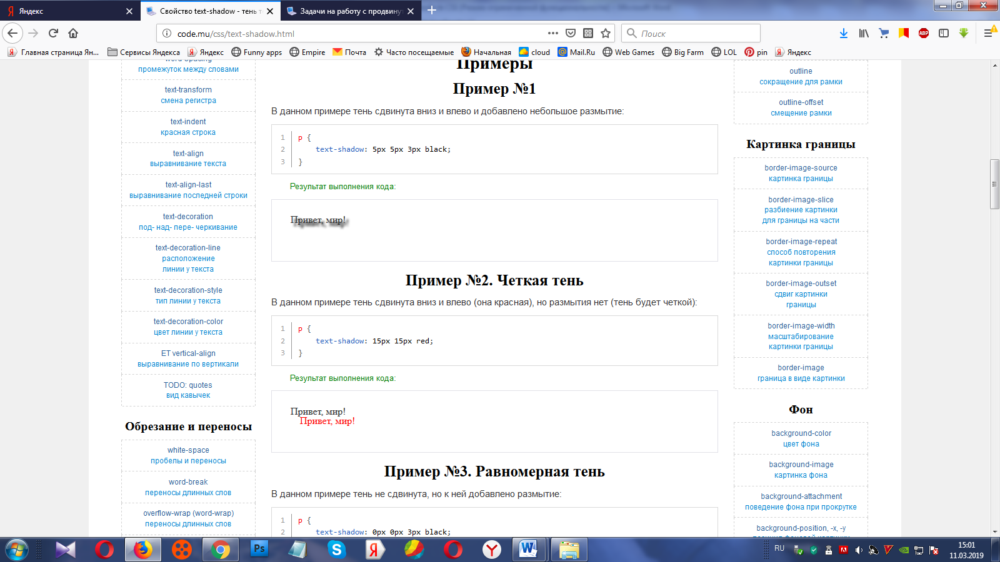 Яндекс
Свойство text-shadow - тень т
Задачи на работу с продвинут
code.mu/css/text-shadow.html
Поиск
Главная страница Ян...
Сервисы Яндекса
Яндекс
Funny apps
Empire
Почта
Часто посещаемые
Начальная
cloud
Mail.Ru
Web Games
Big Farm
LOL
pin
Яндекс
промежуток между словами
text-transform
смена регистра
text-indent
красная строка
text-align
выравнивание текста
text-align-last
выравнивание последней строки
text-decoration
под- над- пере- черкивание
text-decoration-line
расположение
линии у текста
text-decoration-style
тип линии у текста
text-decoration-color
цвет линии у текста
ET vertical-align
выравнивание по вертикали
TODO: quotes
вид кавычек
Обрезание и переносы
white-space
пробелы и переносы
word-break
переносы длинных слов
overflow-wrap (word-wrap)
переносы длинных слов
Примеры
Пример №1
В данном примере тень сдвинута вниз и влево и добавлено небольшое размытие:
1 p {
2 text-shadow: 5px 5px 3px black;
3 }
Результат выполнения кода:
Привет, мир!
Пример №2. Четкая тень
В данном примере тень сдвинута вниз и влево (она красная), но размытия нет (тень будет четкой):
1 p {
2 text-shadow: 15px 15px red;
3 }
Результат выполнения кода:
Привет, мир!
Привет, мир!
Пример №3. Равномерная тень
В данном примере тень не сдвинута, но к ней добавлено размытие:
1 p {
2 text-shadow: 0px 0px 3px black;
outline
сокращение для рамки
outline-offset
смещение рамки
Картинка границы
border-image-source
картинка границы
border-image-slice
разбиение картинки
для границы на части
border-image-repeat
способ повторения
картинки границы
border-image-outset
сдвиг картинки
границы
border-image-width
масштабирование
картинки границы
border-image
граница в виде картинки
Фон
background-color
цвет фона
background-image
картинка фона
background-attachment
поведение фона при прокрутке
background-position, -x, -y
RU
15:01
11.03.2019